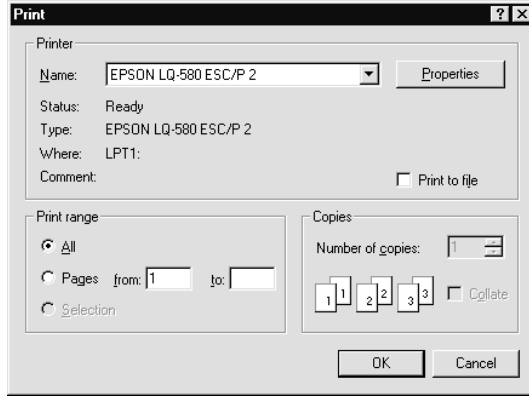 Print
Printer
Name: EPSON LQ-580 ESC/P 2 Properties
Status: Ready
Type: EPSON LQ-580 ESC/P 2
Where: LPT1:
Comment: Print to file
Print range
All
Pages from: 1 to:
Selection
Copies
Number of copies: 1
1 1 2 2 3 3 Collate
OK Cancel